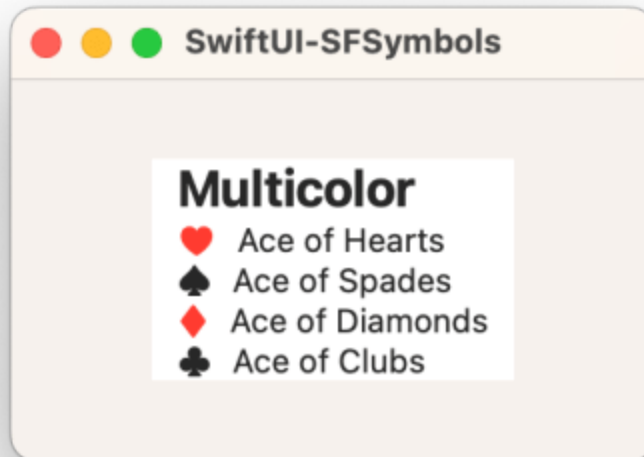 SwiftUI-SFSymbols
Multicolor
Ace of Hearts
Ace of Spades
Ace of Diamonds
Ace of Clubs